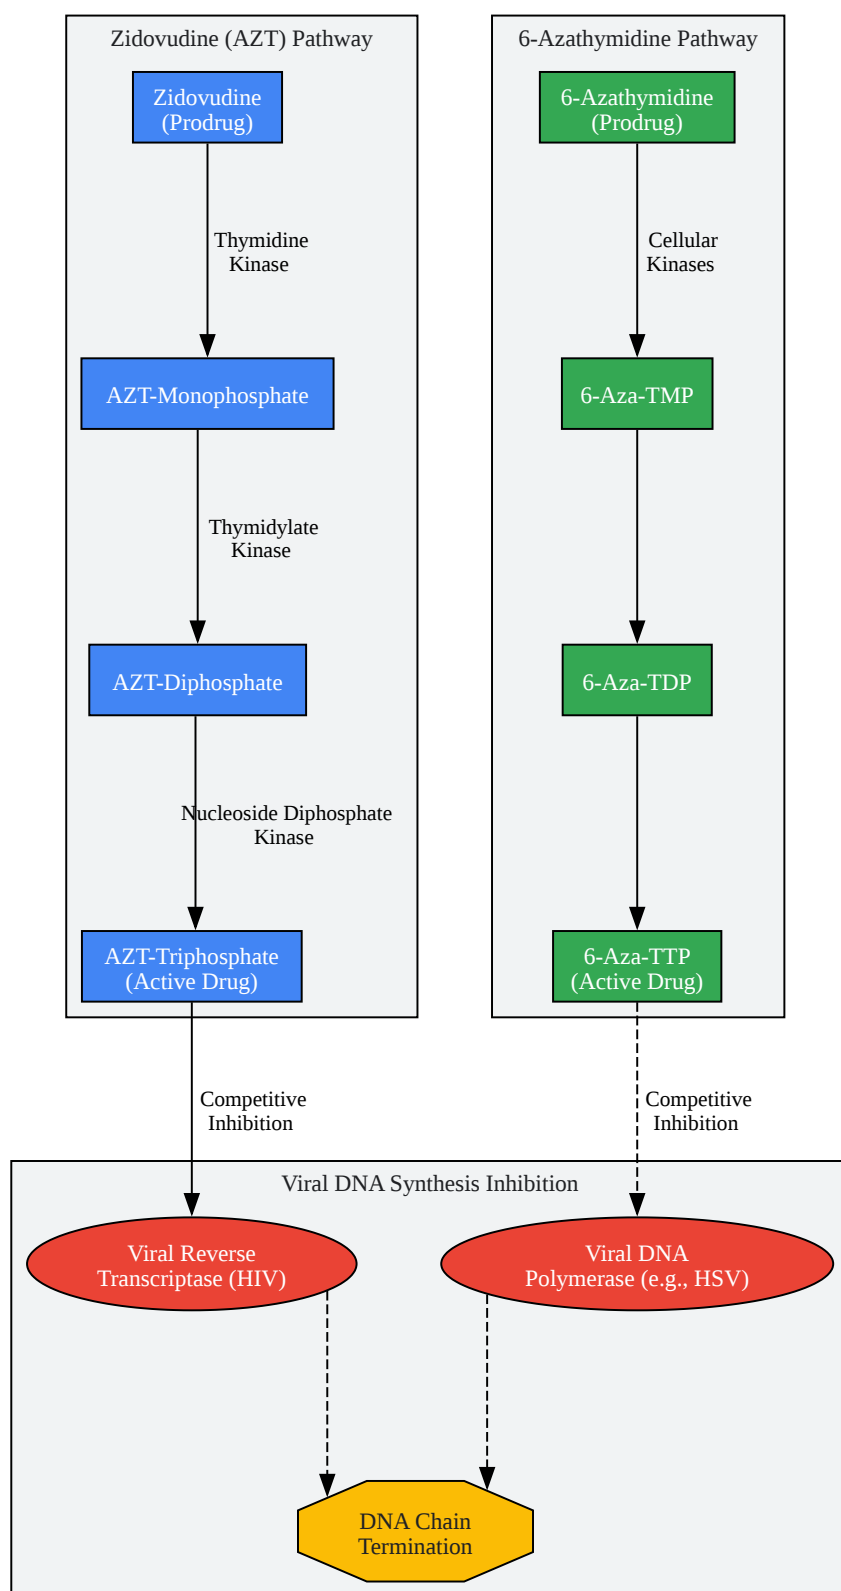 Zidovudine (AZT) Pathway
Zidovudine
(Prodrug)
Thymidine
Kinase
AZT-Monophosphate
Thymidylate
Kinase
AZT-Diphosphate
Nucleoside Diphosphate
Kinase
AZT-Triphosphate
(Active Drug)
Competitive
Inhibition
6-Azathymidine Pathway
6-Azathymidine
(Prodrug)
Cellular
Kinases
6-Aza-TMP
6-Aza-TDP
6-Aza-TTP
(Active Drug)
Competitive
Inhibition
Viral DNA Synthesis Inhibition
Viral Reverse
Transcriptase (HIV)
Viral DNA
Polymerase (e.g., HSV)
DNA Chain
Termination